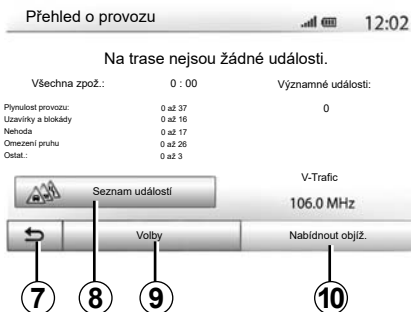 Přehled o provozu 12:02
Na trase nejsou žádné události.
Všechna zpož.: 0 : 00 Významné události:
Plynulost provozu: 0 až 37 0
Uzavírky a blokády 0 až 16
Nehoda 0 až 17
Omezení pruhu 0 až 26
Ostat.: 0 až 3
V-Trafic
Seznam událostí 106.0 MHz
Volby Nabídnout objíž.
7 8 9 10